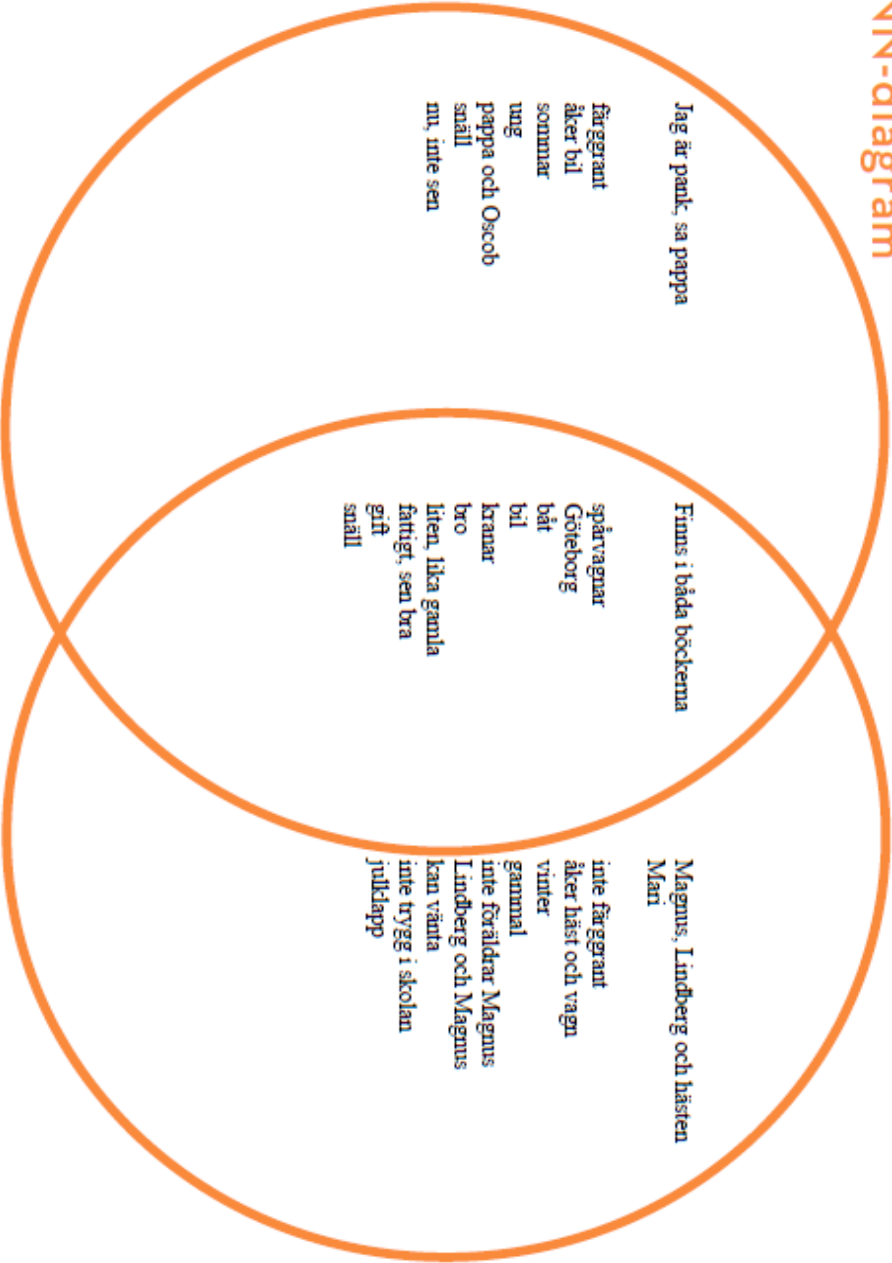 NN-diagram
Jag är pank, sa pappa
färggrant
åker bil
sommar
ung
pappa och Oscob
snäll
nu, inte sen
Finns i båda böckerna
spårvagnar
Göteborg
båt
bil
kranar
bro
liten, lika gamla
fattigt, sen bra
gift
snäll
Magnus, Lindberg och hästen
Mari
inte färggrant
åker häst och vagn
vinter
gammal
inte föräldrar Magnus
Lindberg och Magnus
kan vänta
inte trygg i skolan
julklapp